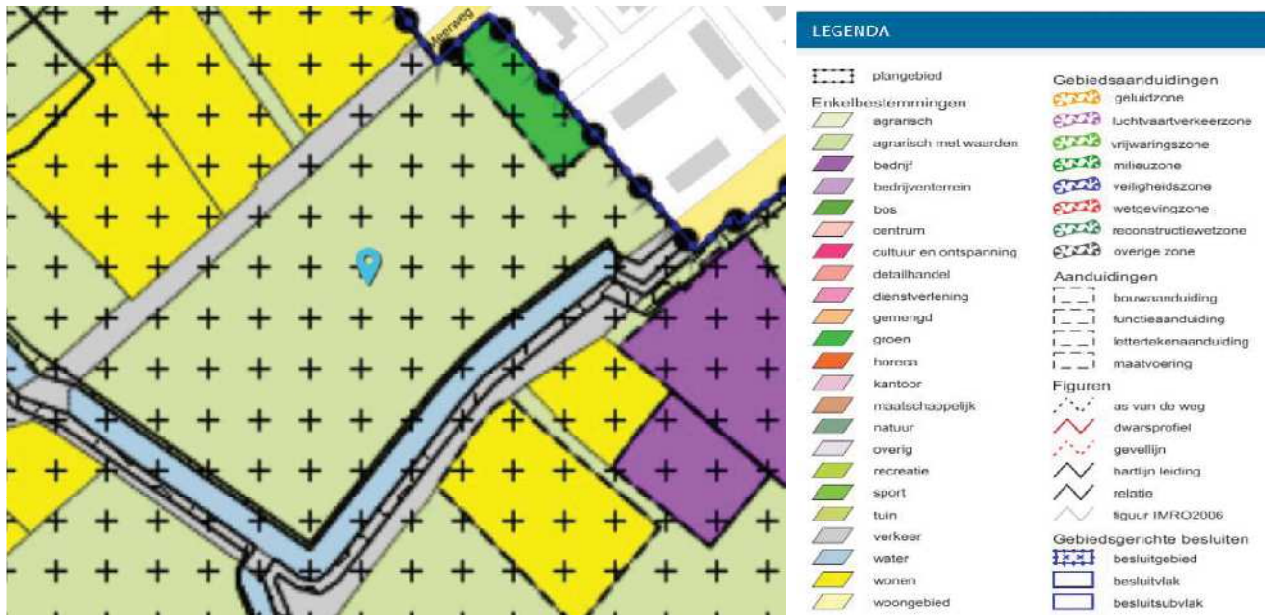 Meerweg
LEGENDA
plangebied
Enkelbestemmingen
agrarisch
agrarisch met waarden
bedrijf
bedrijventerrein
bos
centrum
cultuur en ontspanning
detailhandel
dienstverlening
gemengd
groen
horeca
kantoor
maatschappelijk
natuur
overig
recreatie
sport
tuin
verkeer
water
wonen
woongebied
Gebiedsaanduidingen
geluidzone
luchtvaartverkeerzone
vrijwaringszone
milieuzone
veiligheidszone
wetgevingzone
reconstructiewetzone
overige zone
Aanduidingen
bouwaanduiding
functieaanduiding
lettertekenaanduiding
maatvoering
Figuren
as van de weg
dwarsprofiel
gevellijn
hartlijn leiding
relatie
figuur IMRO2006
Gebiedsgerichte besluiten
besluitgebied
besluitvlak
besluitsubvlak